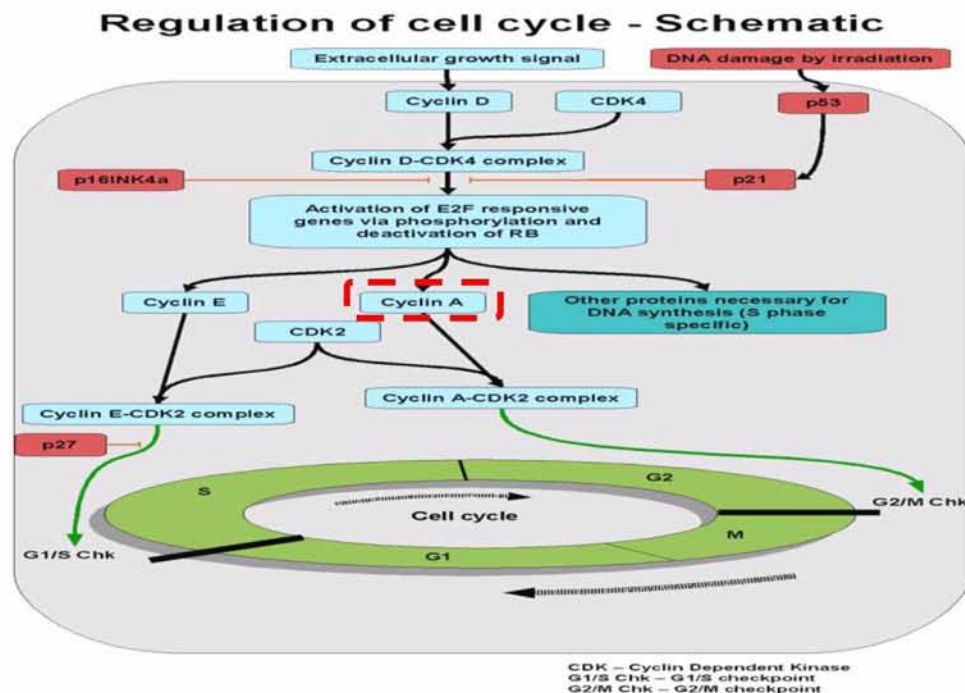 Regulation of cell cycle - Schematic
Extracellular growth signal
DNA damage by irradiation
Cyclin D
CDK4
p53
Cyclin D-CDK4 complex
p16INK4a
p21
Activation of E2F responsive
genes via phosphorylation and
deactivation of RB
Cyclin E
Cyclin A
Other proteins necessary for
DNA synthesis (S phase
specific)
CDK2
Cyclin E-CDK2 complex
Cyclin A-CDK2 complex
p27
S
G2
Cell cycle
G2/M Chk
M
G1/S Chk
G1
CDK – Cyclin Dependent Kinase
G1/S Chk – G1/S checkpoint
G2/M Chk – G2/M checkpoint